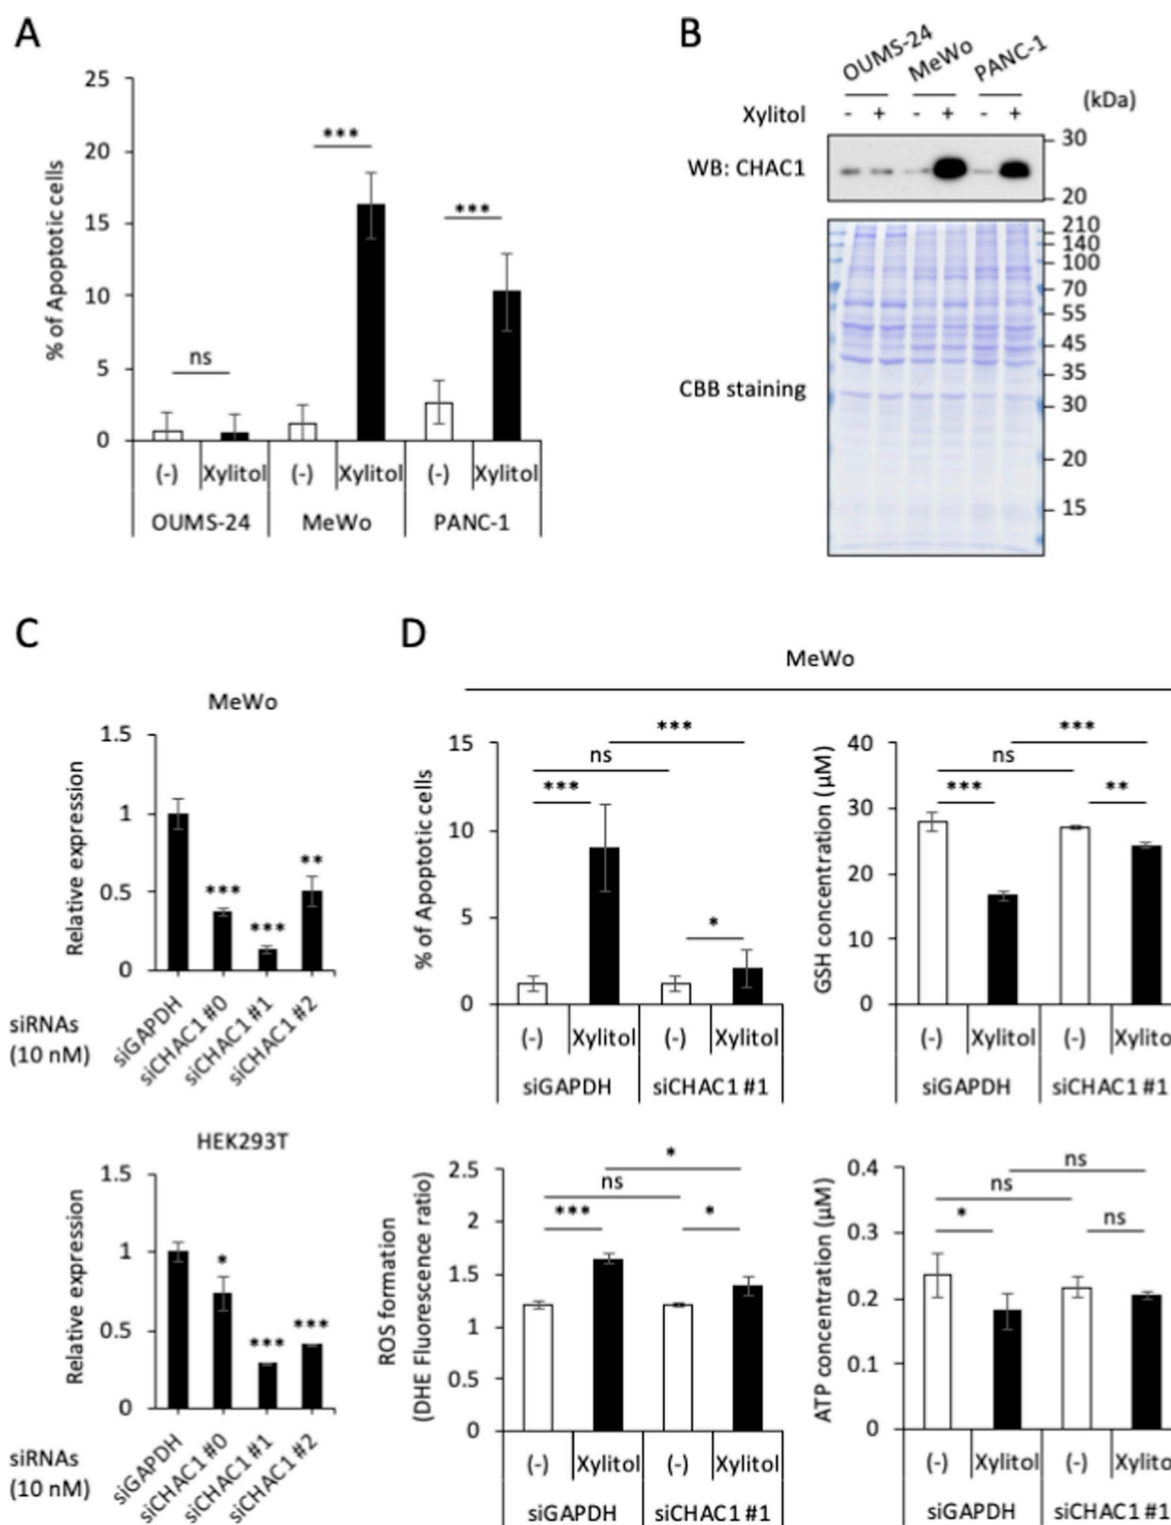 A
25
20
15
10
5
0
% of Apoptotic cells
ns
***
***
(-) Xylitol (-) Xylitol (-) Xylitol
OUMS-24 MeWo PANC-1
B
OUMS-24 MeWo PANC-1
Xylitol - + - + - + (kDa)
WB: CHAC1
30
20
CBB staining
210
140
100
70
55
45
35
30
20
15
C
MeWo
1.5
1
0.5
0
Relative expression
***
***
**
siRNAs
(10 nM)
siGAPDH
siCHAC1 #0
siCHAC1 #1
siCHAC1 #2
HEK293T
1.5
1
0.5
0
Relative expression
*
***
***
siRNAs
(10 nM)
siGAPDH
siCHAC1 #0
siCHAC1 #1
siCHAC1 #2
D
MeWo
15
10
5
0
% of Apoptotic cells
***
ns
***
*
(-) Xylitol (-) Xylitol
siGAPDH siCHAC1 #1
40
30
20
10
0
GSH concentration (µM)
***
ns
***
**
(-) Xylitol (-) Xylitol
siGAPDH siCHAC1 #1
2.5
2
1.5
1
0.5
0
ROS formation
(DHE Fluorescence ratio)
*
ns
***
*
(-) Xylitol (-) Xylitol
siGAPDH siCHAC1 #1
0.4
0.3
0.2
0.1
0
ATP concentration (µM)
ns
ns
*
ns
(-) Xylitol (-) Xylitol
siGAPDH siCHAC1 #1